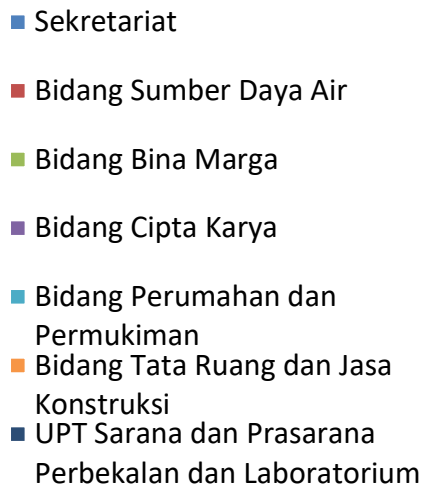 Sekretariat
Bidang Sumber Daya Air
Bidang Bina Marga
Bidang Cipta Karya
Bidang Perumahan dan
Permukiman
Bidang Tata Ruang dan Jasa
Konstruksi
UPT Sarana dan Prasarana
Perbekalan dan Laboratorium